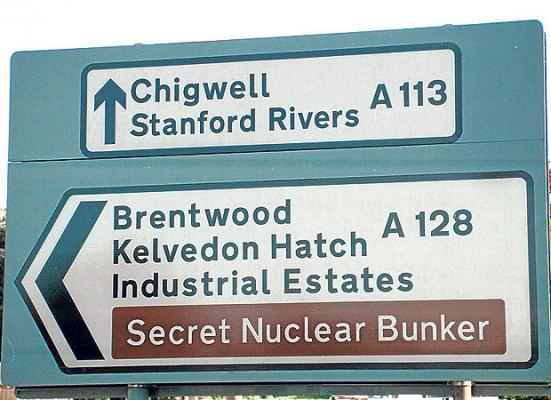 Chigwell
Stanford Rivers A 113
Brentwood
Kelvedon Hatch A 128
Industrial Estates
Secret Nuclear Bunker